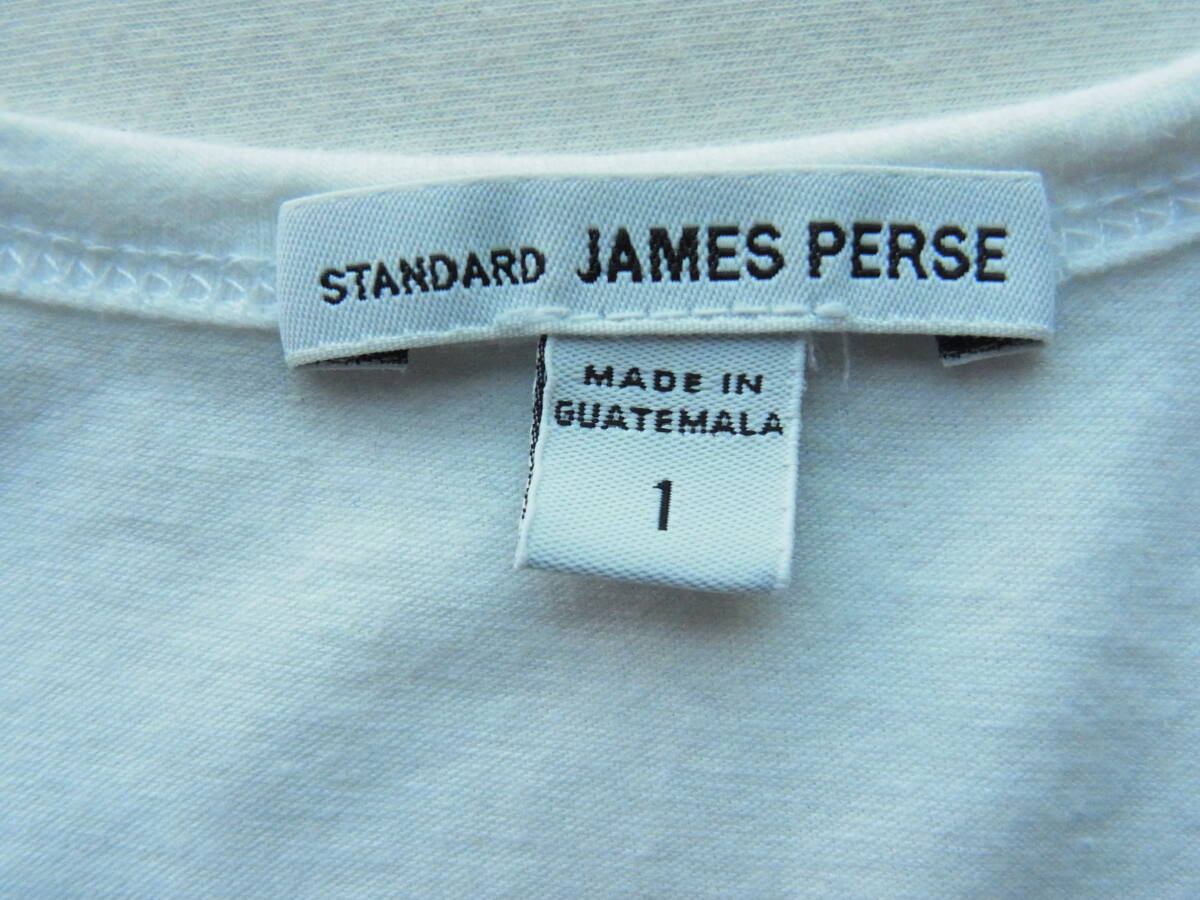 STANDARD JAMES PERSE
MADE IN
GUATEMALA
1